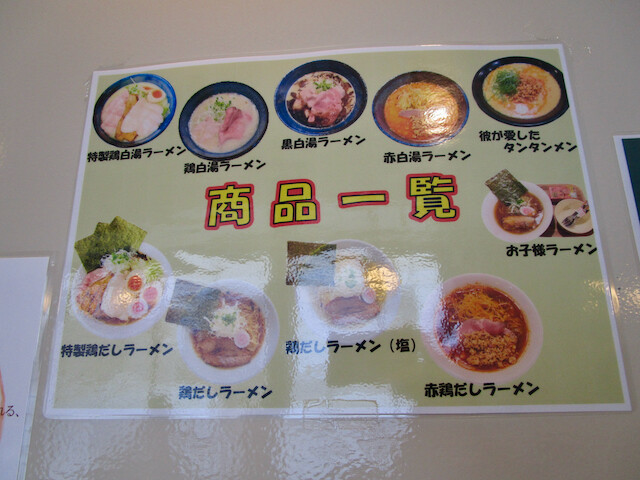 特製鶏白湯ラーメン
鶏白湯ラーメン
黒白湯ラーメン
赤白湯ラーメン
彼が愛した
タンタンメン
商品一覧
お子様ラーメン
特製鶏だしラーメン
鶏だしラーメン
鶏だしラーメン（塩）
赤鶏だしラーメン